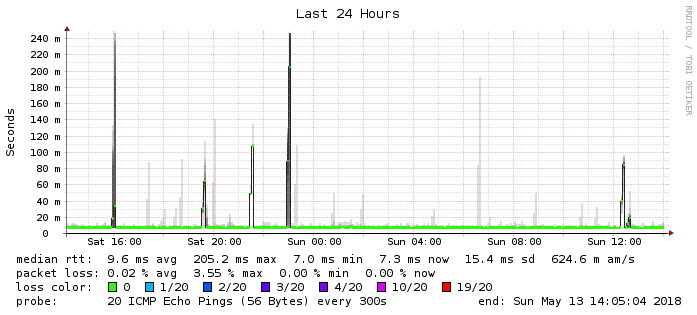 Last 24 Hours
RRDTOOL / TOBI OETIKER
Seconds
240 m
220 m
200 m
180 m
160 m
140 m
120 m
100 m
80 m
60 m
40 m
20 m
0
Sat 16:00 Sat 20:00 Sun 00:00 Sun 04:00 Sun 08:00 Sun 12:00
median rtt: 9.6 ms avg 205.2 ms max 7.0 ms min 7.3 ms now 15.4 ms sd 624.6 m am/s
packet loss: 0.02 % avg 3.55 % max 0.00 % min 0.00 % now
loss color: 0 1/20 2/20 3/20 4/20 10/20 19/20
probe: 20 ICMP Echo Pings (56 Bytes) every 300s end: Sun May 13 14:05:04 2018